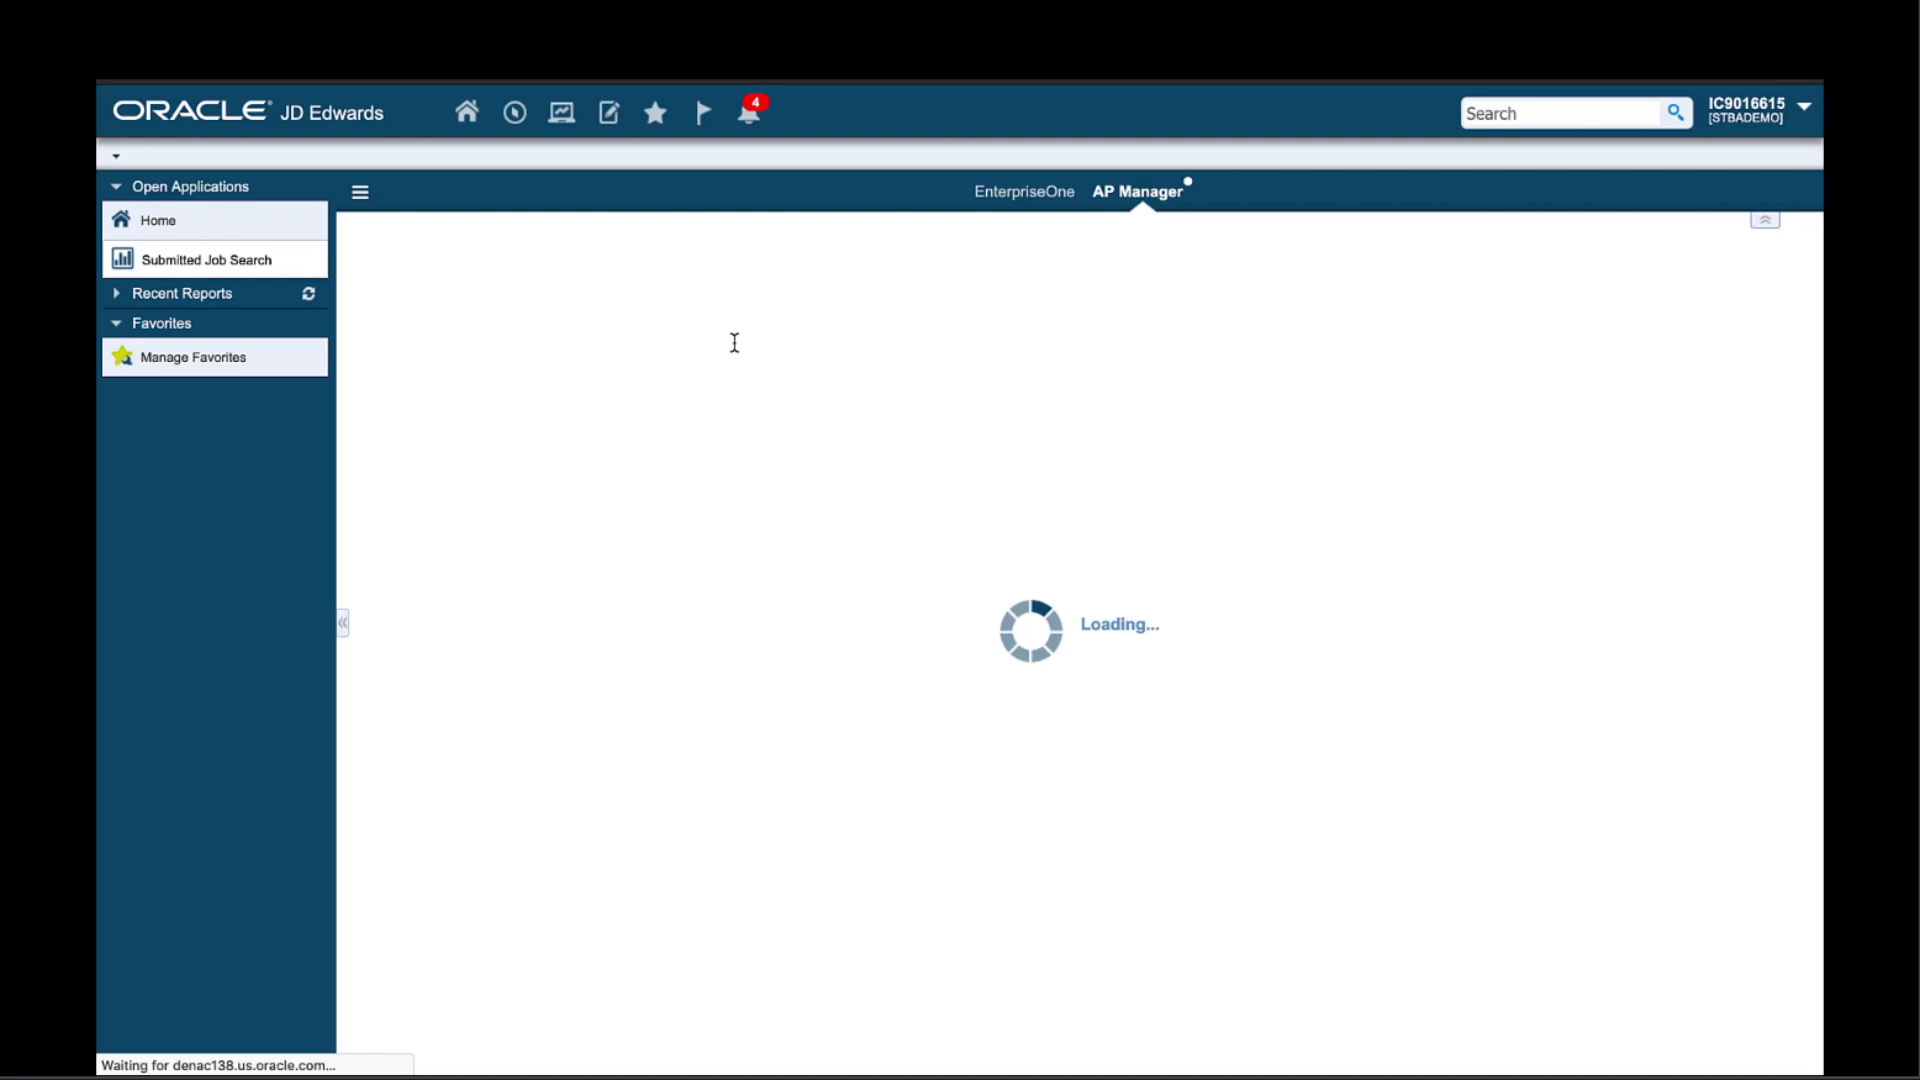 ORACLE® JD Edwards
4
Search
IC9016615
[STBADEMO]
Open Applications
EnterpriseOne
AP Manager
Home
Submitted Job Search
Recent Reports
Favorites
Manage Favorites
Loading...
Waiting for denac138.us.oracle.com...